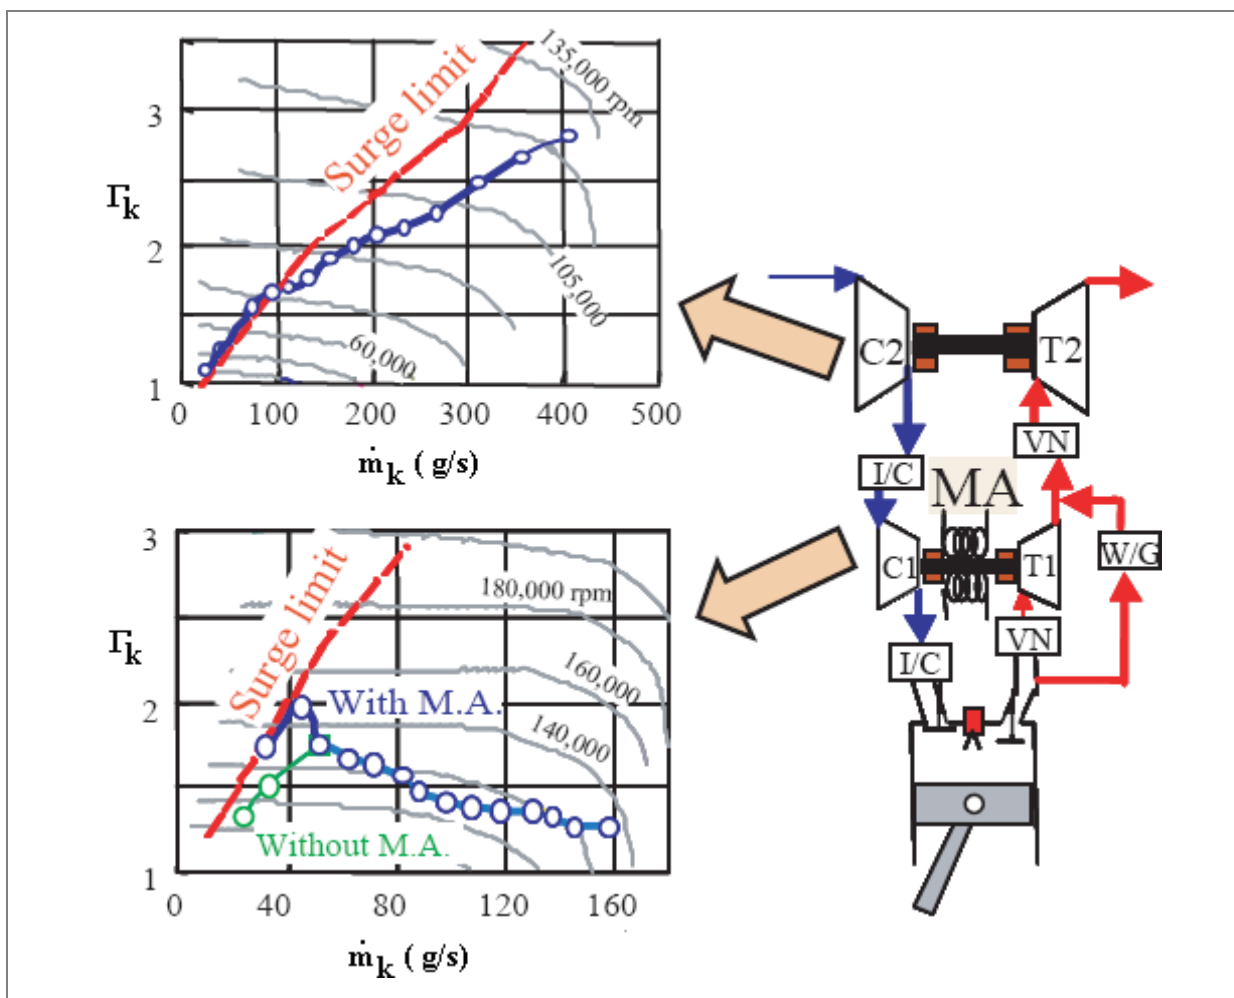 135,000 rpm
Surge limit
3
Γk
2
105,000
60,000
1
0 100 200 300 400 500
ṁk ( g/s)
C2
T2
VN
I/C
MA
C1
T1
W/G
VN
I/C
3
Surge limit
180,000 rpm
Γk
160,000
2
With M.A.
140,000
Without M.A.
1
0 40 80 120 160
ṁk ( g/s)